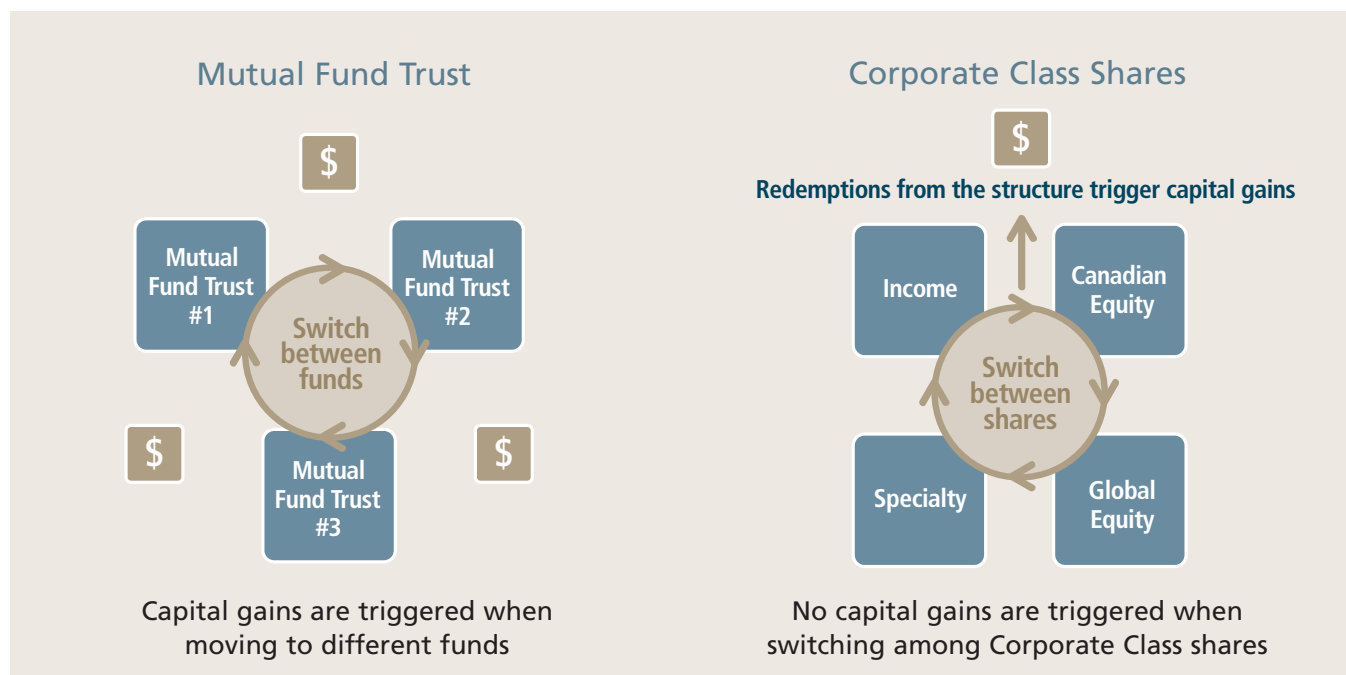 Mutual Fund Trust
$
Mutual
Fund Trust
#1
Mutual
Fund Trust
#2
Switch
between
funds
$
$
Mutual
Fund Trust
#3
Capital gains are triggered when
moving to different funds
Corporate Class Shares
$
Redemptions from the structure trigger capital gains
Income
Canadian
Equity
Switch
between
shares
Specialty
Global
Equity
No capital gains are triggered when
switching among Corporate Class shares